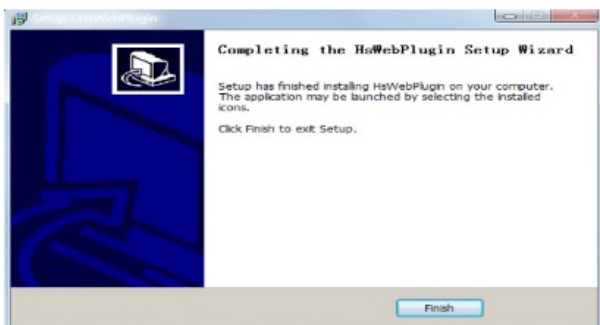 Setup - HsWebPlugin
Completing the HsWebPlugin Setup Wizard
Setup has finished installing HsWebPlugin on your computer.
The application may be launched by selecting the installed
icons.
Click Finish to exit Setup.
Finish